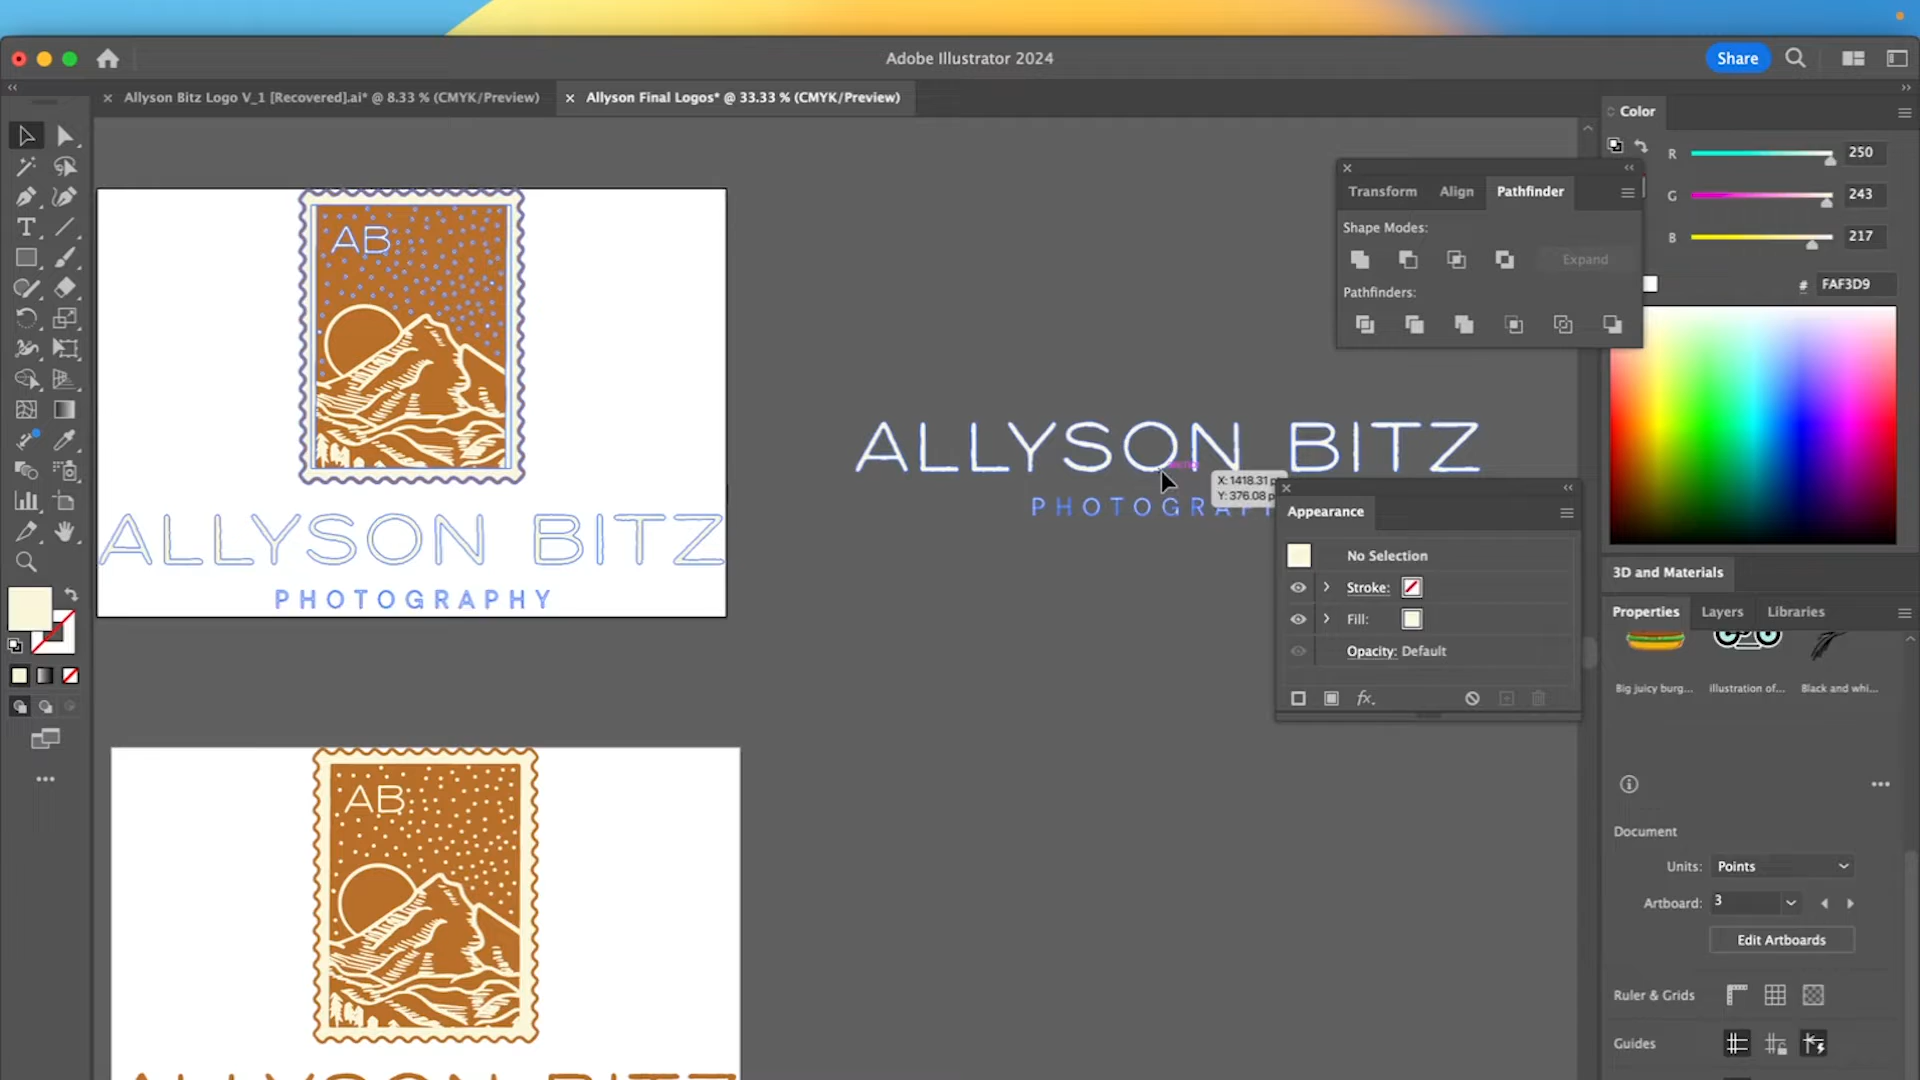 Adobe Illustrator 2024
Share
Allyson Bitz Logo V_1 [Recovered].ai* @ 8.33 % (CMYK/Preview)
Allyson Final Logos* @ 33.33 % (CMYK/Preview)
Color
R 250
G 243
B 217
# FAF3D9
Transform Align Pathfinder
Shape Modes:
Expand
Pathfinders:
AB
ALLYSON BITZ
PHOTOGRAPHY
ALLYSON BITZ
X: 1418.31
Y: 376.08
Appearance
No Selection
Stroke:
Fill:
Opacity: Default
3D and Materials
Properties Layers Libraries
Big juicy burg... illustration of... Black and whi...
Document
Units: Points
Artboard: 3
Edit Artboards
Ruler & Grids
Guides
AB
ALLYSON BITZ